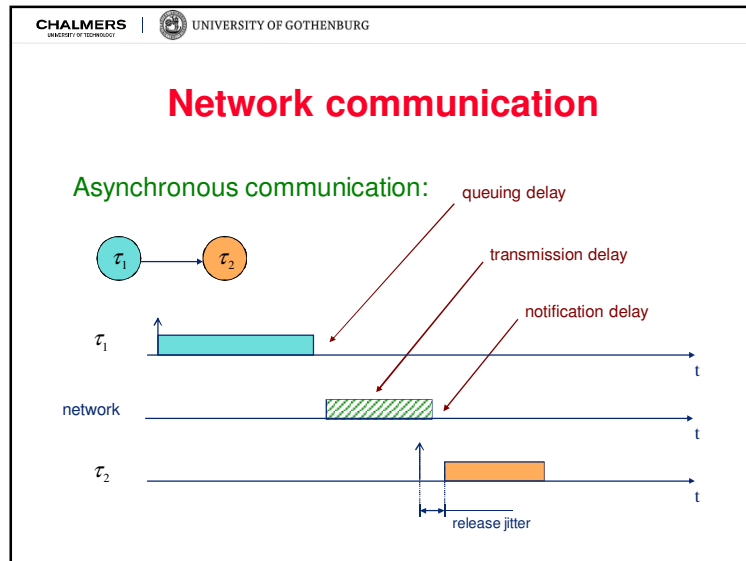 CHALMERS
UNIVERSITY OF TECHNOLOGY
UNIVERSITY OF GOTHENBURG
Network communication
Asynchronous communication:
queuing delay
τ1
τ2
transmission delay
notification delay
τ1
t
network
t
τ2
t
release jitter